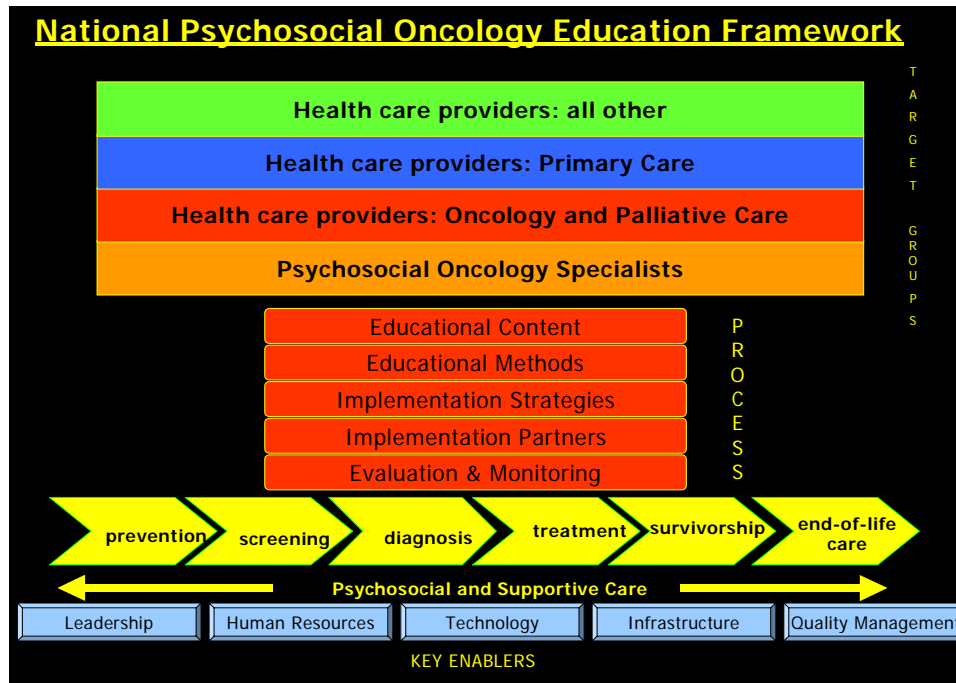 National Psychosocial Oncology Education Framework
TARGET GROUPS
Health care providers: all other
Health care providers: Primary Care
Health care providers: Oncology and Palliative Care
Psychosocial Oncology Specialists
Educational Content
Educational Methods
Implementation Strategies
Implementation Partners
Evaluation & Monitoring
PROCESS
prevention
screening
diagnosis
treatment
survivorship
end-of-life
care
Psychosocial and Supportive Care
Leadership
Human Resources
Technology
Infrastructure
Quality Management
KEY ENABLERS